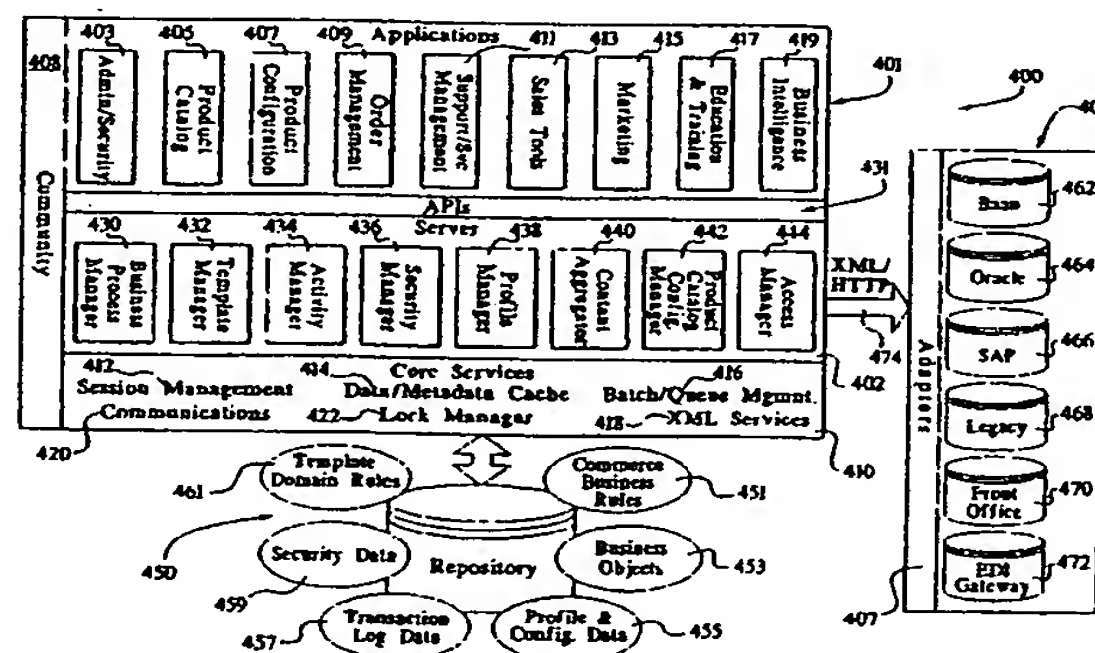 Applications
403
405
407
409
411
413
415
417
419
408
401
400
40
Community
Admin/Security
Product
Catalog
Product
Configuration
Order
Management
Support/Svc
Management
Sales Tools
Marketing
Education
& Training
Business
Intelligence
APIs
431
Server
430
432
434
436
438
440
442
414
Business
Process
Manager
Template
Manager
Activity
Manager
Security
Manager
Profile
Manager
Content
Aggregator
Product
Catalog
Config.
Manager
Access
Manager
XML/
HTTP
474
402
Core Services
412
414
416
Session Management
Data/Metadata Cache
Batch/Queue Mgmnt.
Communications
422
Lock Manager
418
XML Services
420
410
Template
Domain Rules
461
Commerce
Business
Rules
451
450
Security Data
459
Repository
Business
Objects
453
Transaction
Log Data
457
Profile &
Config. Data
455
Adapters
407
Baan
462
Oracle
464
SAP
466
Legacy
468
Front
Office
470
EDI
Gateway
472